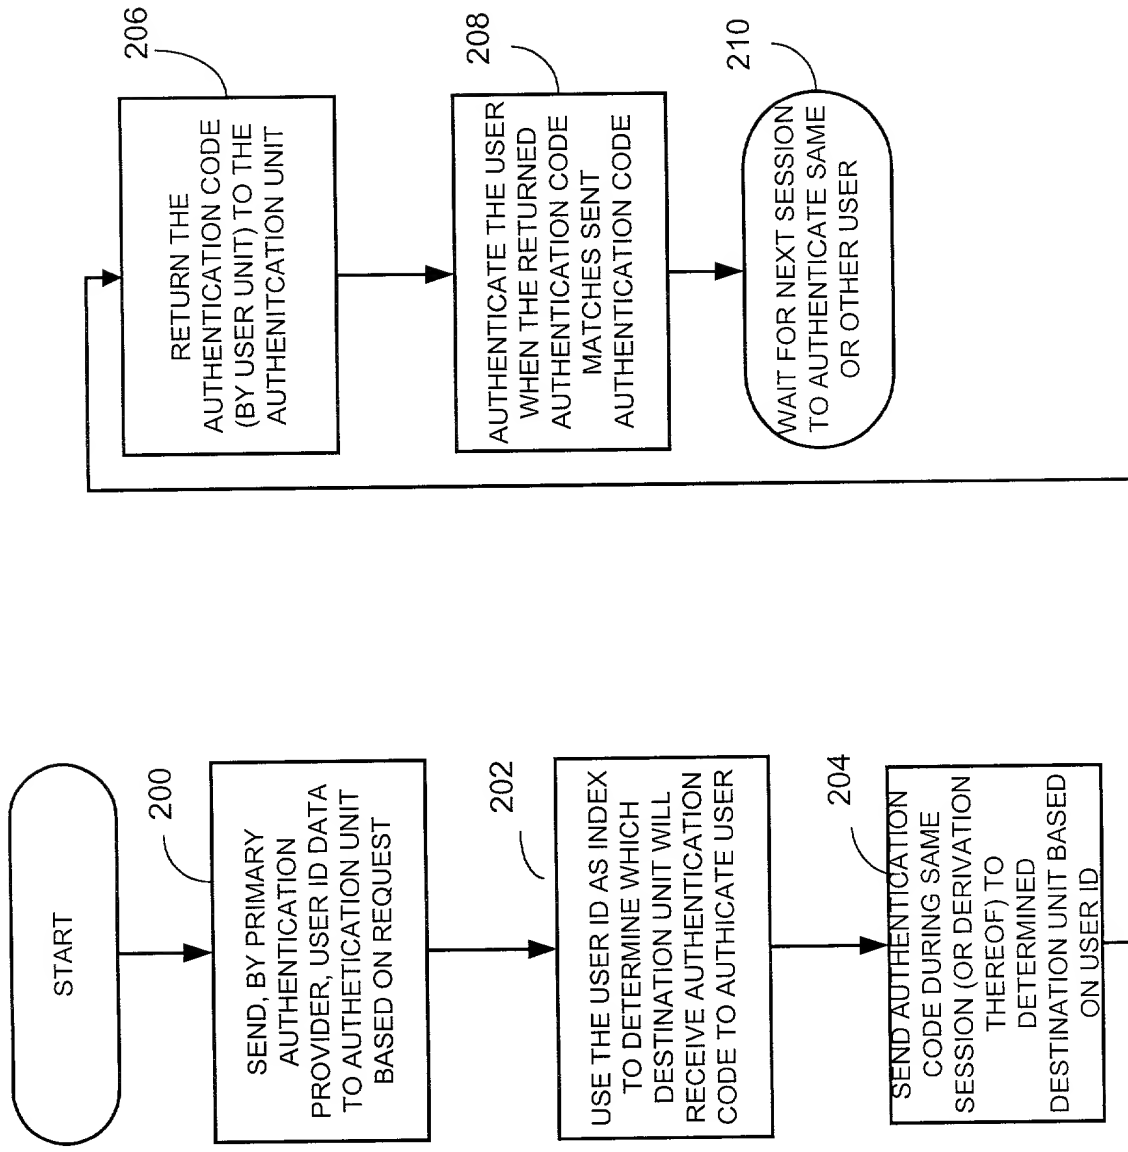 START
200
SEND, BY PRIMARY
AUTHENTICATION
PROVIDER, USER ID DATA
TO AUTHETICATION UNIT
BASED ON REQUEST
202
USE THE USER ID AS INDEX
TO DETERMINE WHICH
DESTINATION UNIT WILL
RECEIVE AUTHENTICATION
CODE TO AUTHICATE USER
204
SEND AUTHENTICATION
CODE DURING SAME
SESSION (OR DERIVATION
THEREOF) TO
DETERMINED
DESTINATION UNIT BASED
ON USER ID
206
RETURN THE
AUTHENTICATION CODE
(BY USER UNIT) TO THE
AUTHENITCATION UNIT
208
AUTHENTICATE THE USER
WHEN THE RETURNED
AUTHENTICATION CODE
MATCHES SENT
AUTHENTICATION CODE
210
WAIT FOR NEXT SESSION
TO AUTHENTICATE SAME
OR OTHER USER